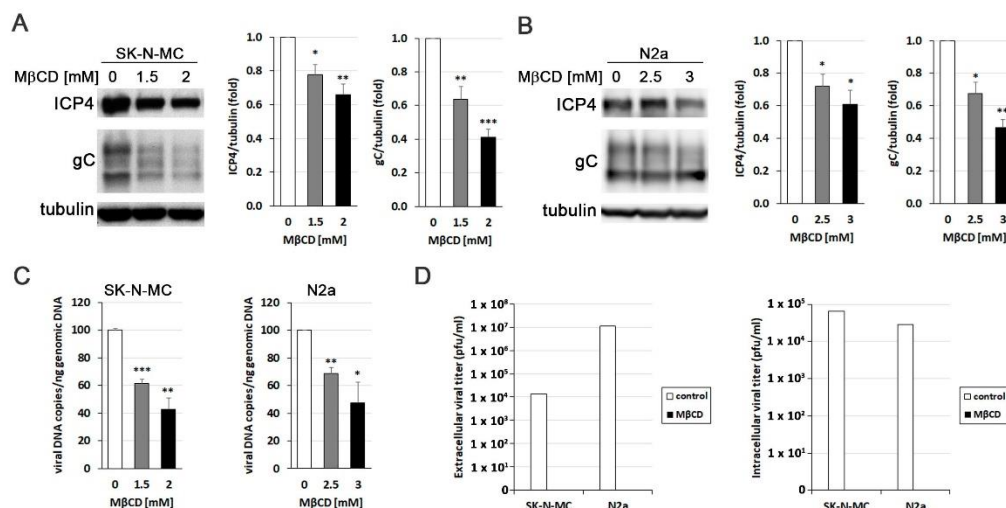 A
SK-N-MC
MβCD [mM]
0 1.5 2
ICP4
gC
tubulin
ICP4/tubulin (fold)
1.0
0.8
0.6
0.4
0.2
0.0
*
**
0 1.5 2
MβCD [mM]
gC/tubulin (fold)
1.0
0.8
0.6
0.4
0.2
0.0
**
***
0 1.5 2
MβCD [mM]
B
N2a
MβCD [mM]
0 2.5 3
ICP4
gC
tubulin
ICP4/tubulin (fold)
1.0
0.8
0.6
0.4
0.2
0.0
*
*
0 2.5 3
MβCD [mM]
gC/tubulin (fold)
1.0
0.8
0.6
0.4
0.2
0.0
*
**
0 2.5 3
MβCD [mM]
C
SK-N-MC
viral DNA copies/ng genomic DNA
120
100
80
60
40
20
0
***
**
0 1.5 2
MβCD [mM]
N2a
viral DNA copies/ng genomic DNA
120
100
80
60
40
20
0
**
*
0 2.5 3
MβCD [mM]
D
Extracellular viral titer (pfu/ml)
1 x 10⁸
1 x 10⁷
1 x 10⁶
1 x 10⁵
1 x 10⁴
1 x 10³
1 x 10²
1 x 10¹
0
SK-N-MC N2a
control
MβCD
Intracellular viral titer (pfu/ml)
1 x 10⁵
1 x 10⁴
1 x 10³
1 x 10²
1 x 10¹
0
SK-N-MC N2a
control
MβCD